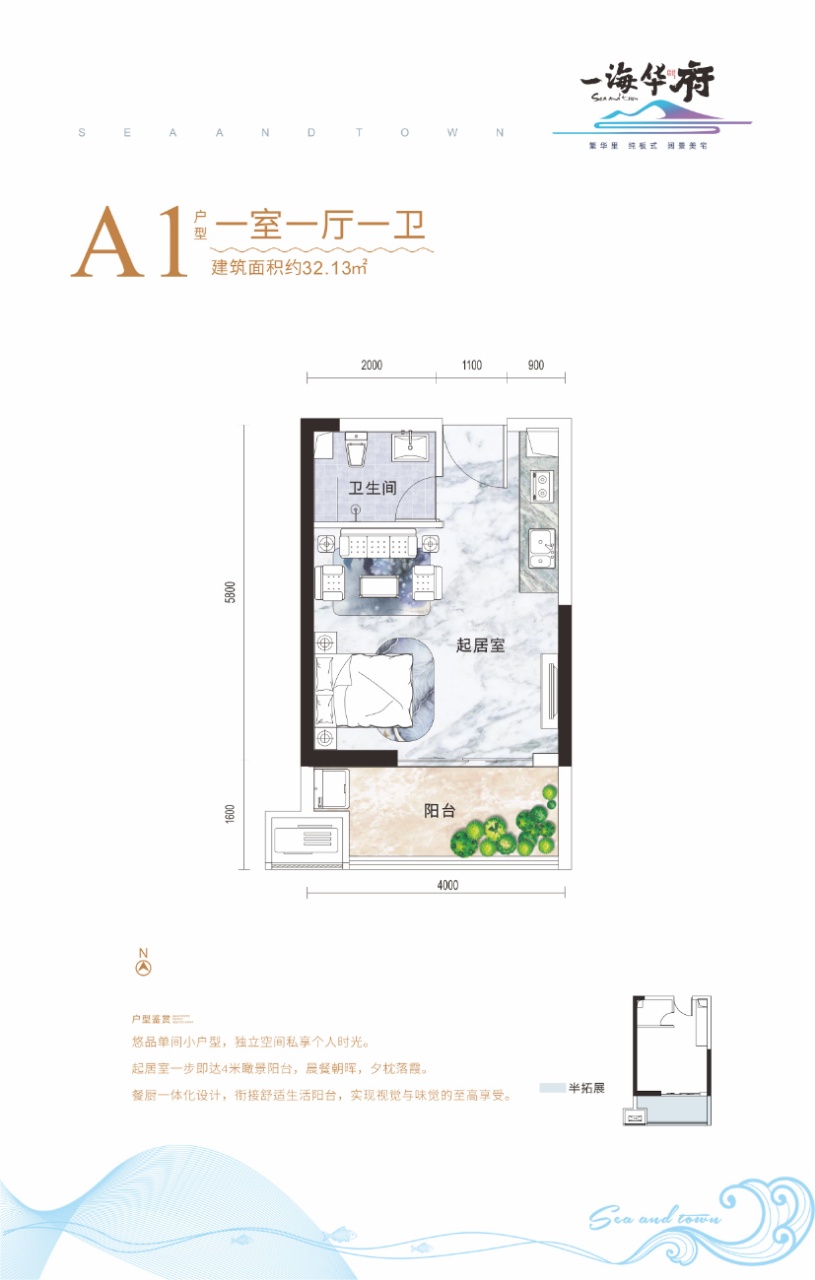 一海华府
Sea and town
繁华里 纯板式 阔景美宅
SEAANDTOWN
A1
户型
一室一厅一卫
建筑面积约32.13㎡
2000
1100
900
卫生间
5800
起居室
1600
阳台
4000
N
户型鉴赏
悠品单间小户型，独立空间私享个人时光。
起居室一步即达4米瞰景阳台，晨餐朝晖，夕枕落霞。
餐厨一体化设计，衔接舒适生活阳台，实现视觉与味觉的至高享受。
半拓展
Sea and town